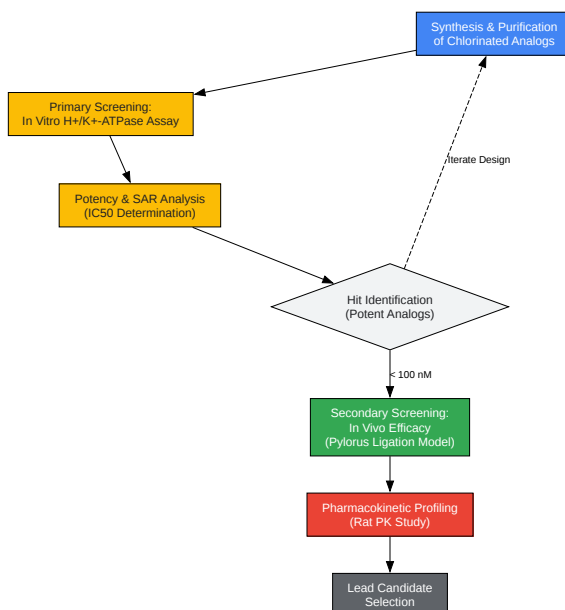 Synthesis & Purification
of Chlorinated Analogs
Primary Screening:
In Vitro H+/K+-ATPase Assay
Iterate Design
Potency & SAR Analysis
(IC50 Determination)
Hit Identification
(Potent Analogs)
< 100 nM
Secondary Screening:
In Vivo Efficacy
(Pylorus Ligation Model)
Pharmacokinetic Profiling
(Rat PK Study)
Lead Candidate
Selection